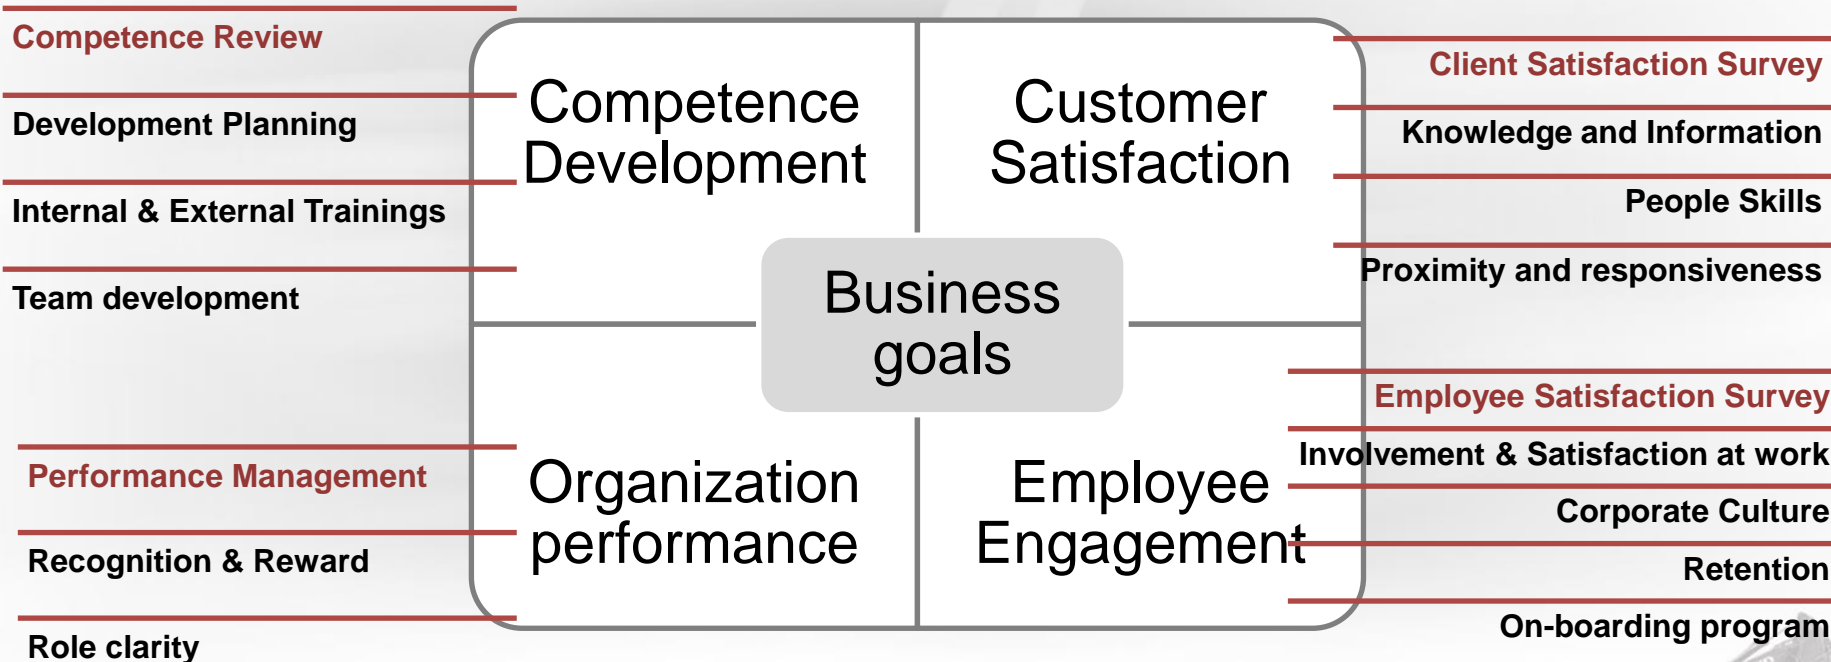 Competence Review
Development Planning
Internal & External Trainings
Team development
Competence
Development
Customer
Satisfaction
Client Satisfaction Survey
Knowledge and Information
People Skills
Proximity and responsiveness
Business
goals
Performance Management
Recognition & Reward
Role clarity
Organization
performance
Employee
Engagement
Employee Satisfaction Survey
Involvement & Satisfaction at work
Corporate Culture
Retention
On-boarding program